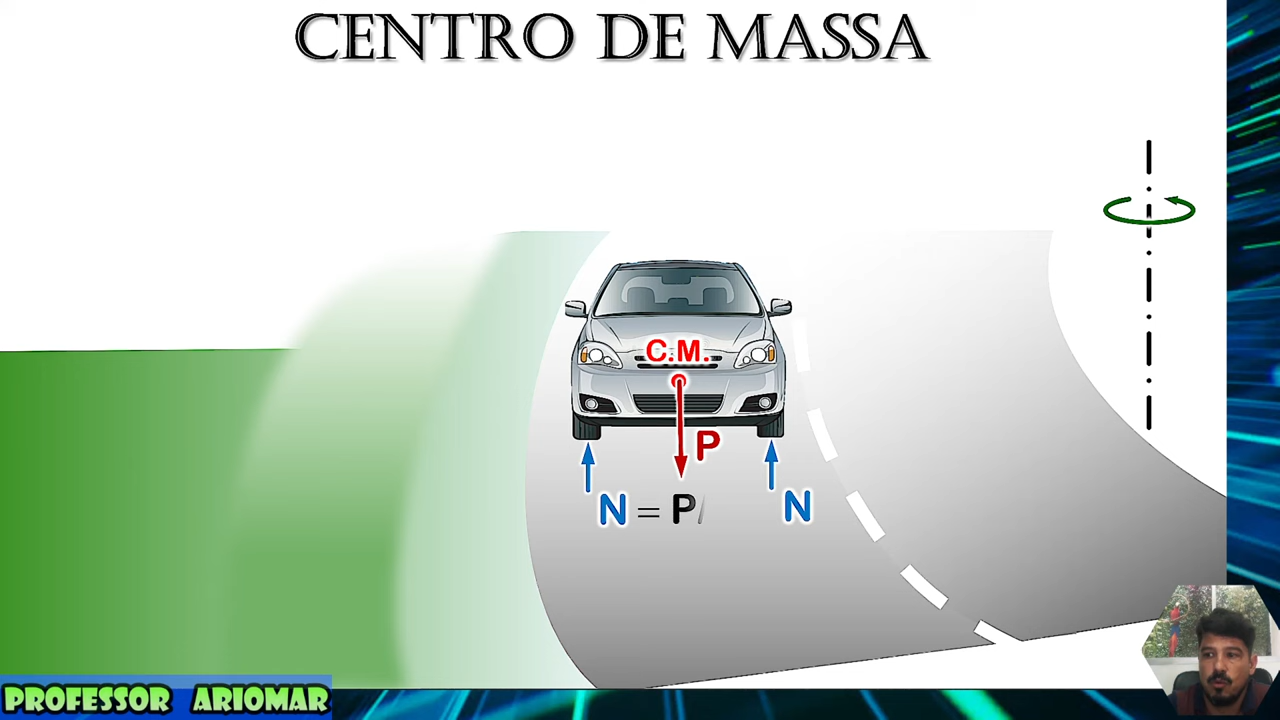 CENTRO DE MASSA
C.M.
P
N = P/
N
PROFESSOR ARIOMAR